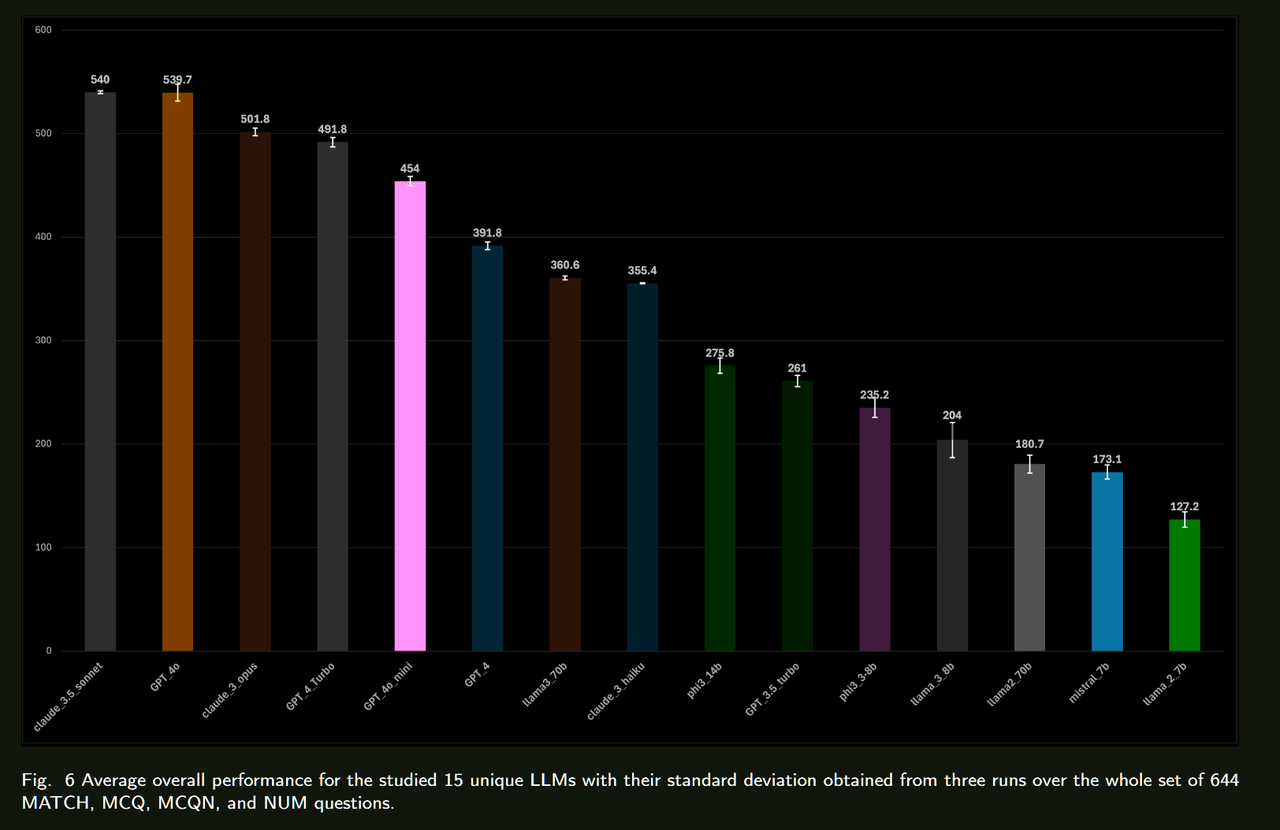 600
500
400
300
200
100
0
540
539.7
501.8
491.8
454
391.8
360.6
355.4
275.8
261
235.2
204
180.7
173.1
127.2
claude_3.5_sonnet
GPT_4o
claude_3_opus
GPT_4_Turbo
GPT_4o_mini
GPT_4
llama3_70b
claude_3_haiku
phi3_14b
GPT_3.5_turbo
phi3_3-8b
llama_3_8b
llama2_70b
mistral_7b
llama_2_7b
Fig. 6 Average overall performance for the studied 15 unique LLMs with their standard deviation obtained from three runs over the whole set of 644
MATCH, MCQ, MCQN, and NUM questions.